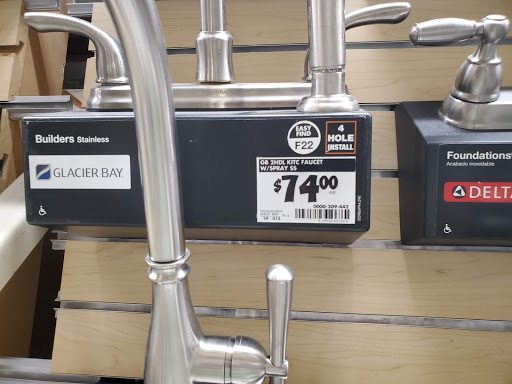 Builders Stainless
GLACIER BAY.
EASY
FIND
F22
4
HOLE
INSTALL
GB 2HDL KITC FAUCET
W/SPRAY SS
$74.00
0000-209-442
Foundations
Acabado inoxidable
DELTA